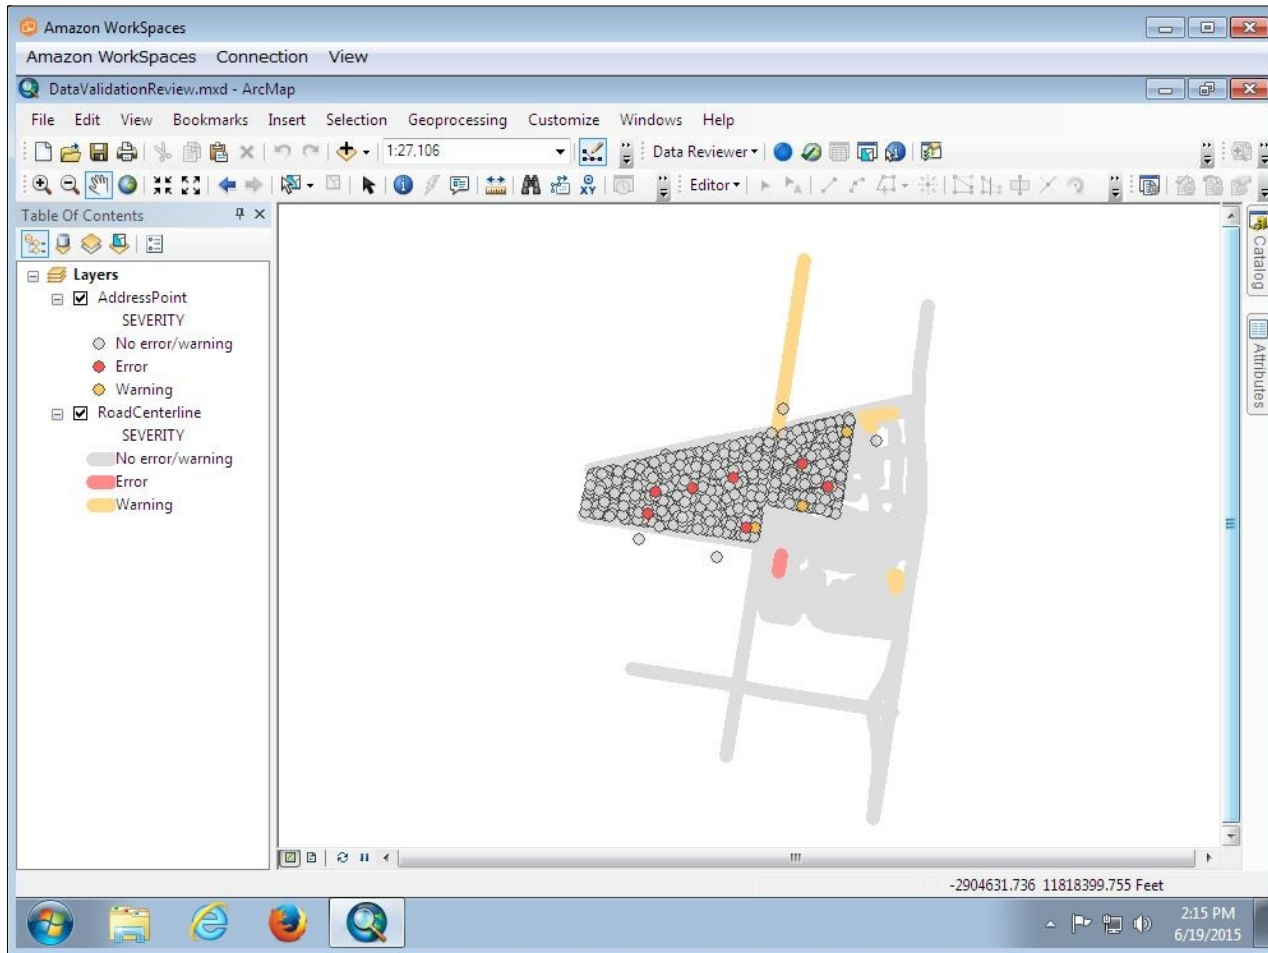 Amazon WorkSpaces
Amazon WorkSpaces Connection View
DataValidationReview.mxd - ArcMap
File Edit View Bookmarks Insert Selection Geoprocessing Customize Windows Help
1:27,106 Data Reviewer
Editor
Table Of Contents
Layers
AddressPoint
SEVERITY
No error/warning
Error
Warning
RoadCenterline
SEVERITY
No error/warning
Error
Warning
Catalog
Attributes
-2904631.736 11818399.755 Feet
2:15 PM
6/19/2015